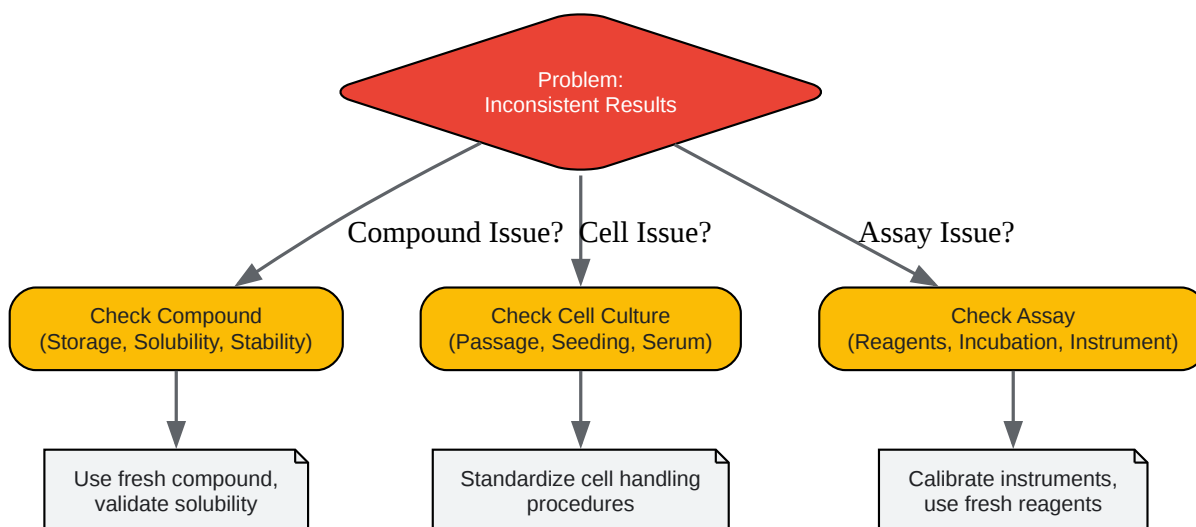 Problem:
Inconsistent Results
Compound Issue?
Cell Issue?
Assay Issue?
Check Compound
(Storage, Solubility, Stability)
Check Cell Culture
(Passage, Seeding, Serum)
Check Assay
(Reagents, Incubation, Instrument)
Use fresh compound,
validate solubility
Standardize cell handling
procedures
Calibrate instruments,
use fresh reagents